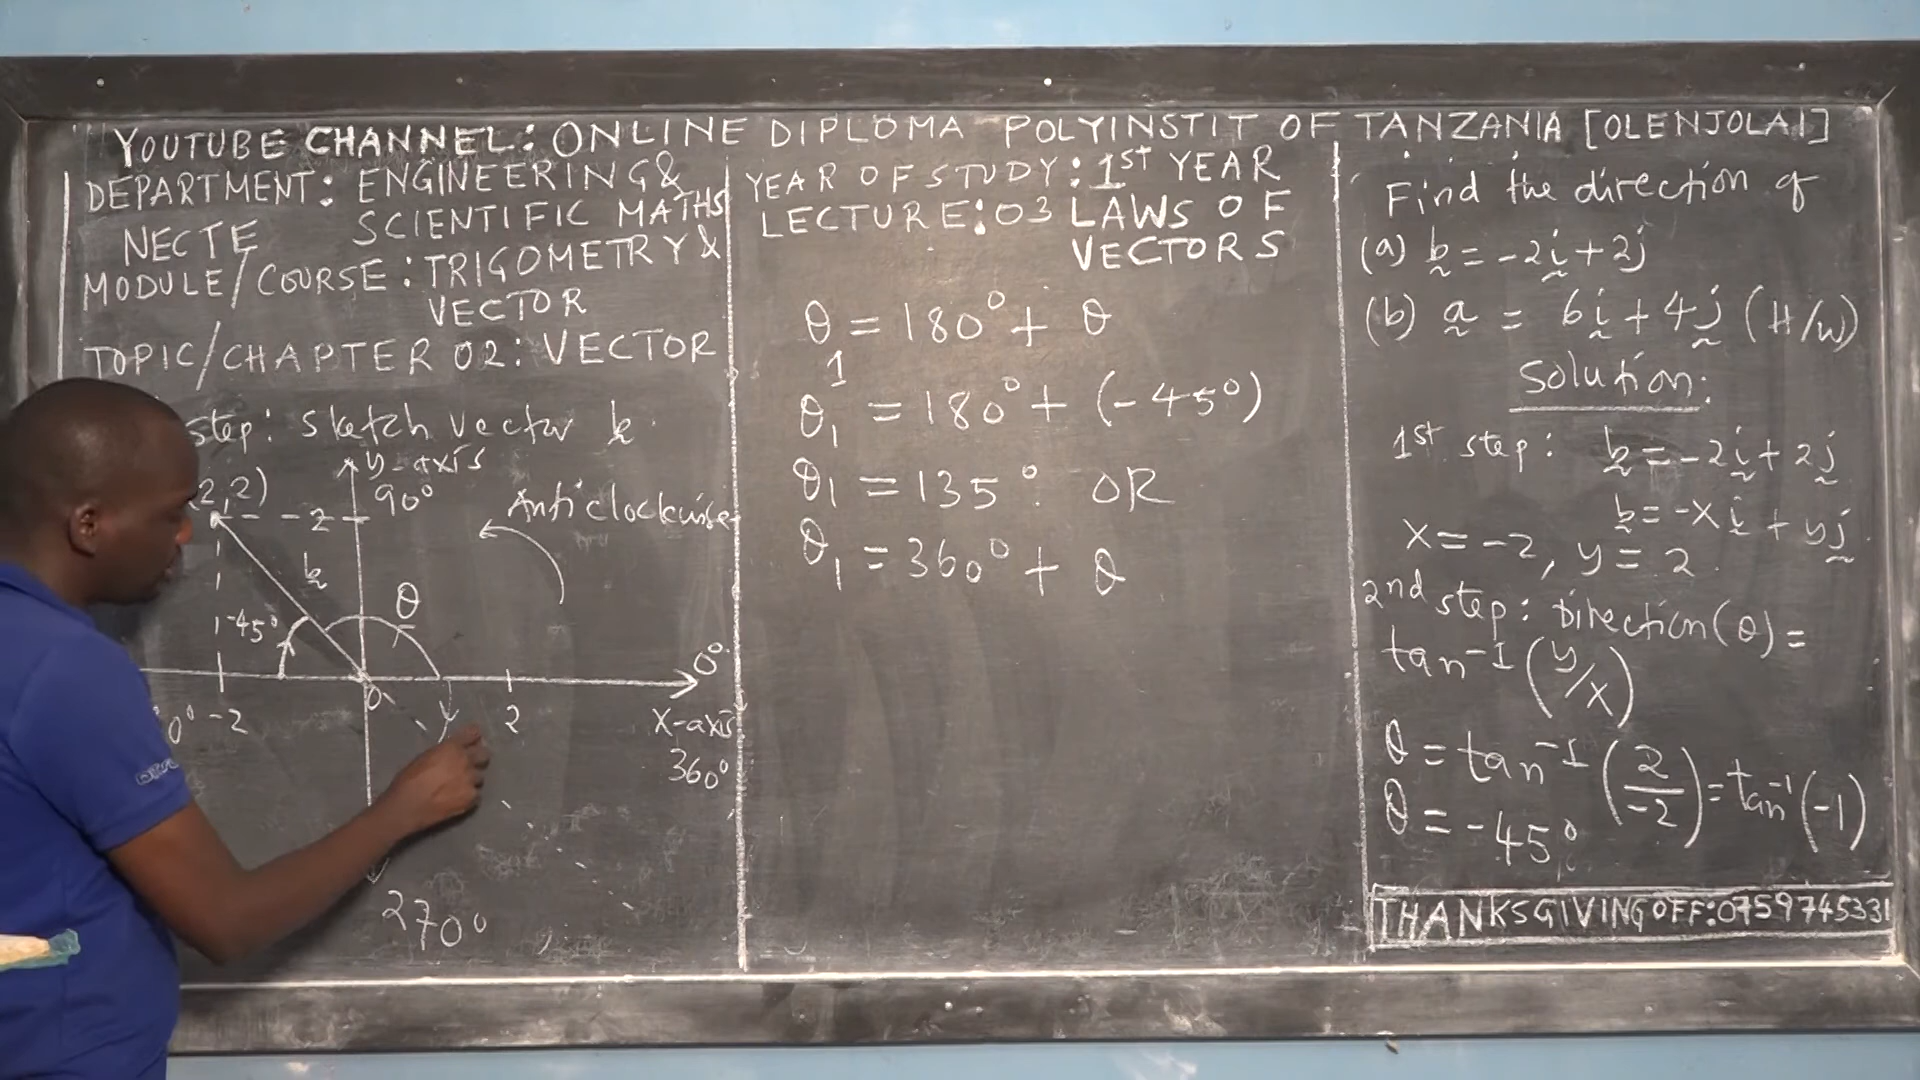 YOUTUBE CHANNEL: ONLINE DIPLOMA POLYINSTIT OF TANZANIA [OLENJOLAI]
DEPARTMENT: ENGINEERING &
NECTE SCIENTIFIC MATHS
MODULE/COURSE: TRIGOMETRY &
VECTOR
TOPIC/CHAPTER 02: VECTOR
step: sketch vector b
y-axis
90°
2,2)
-2
Anticlockwise
b
θ
-45°
0°
0
-2
2
x-axis
360°
270°
YEAR OF STUDY: 1st YEAR
LECTURE: 03 LAWS OF
VECTORS
θ = 180° + θ
1
θ1 = 180° + (-45°)
θ1 = 135° OR
θ1 = 360° + θ
Find the direction of
(a) b = -2i + 2j
(b) a = 6i + 4j (H/W)
Solution:
1st step: b = -2i + 2j
b = -xi + yj
x = -2, y = 2
2nd step: Direction(θ) =
tan-1 (y/x)
θ = tan-1 (2/-2) = tan-1 (-1)
θ = -45°
THANKSGIVING OFF: 0759745331